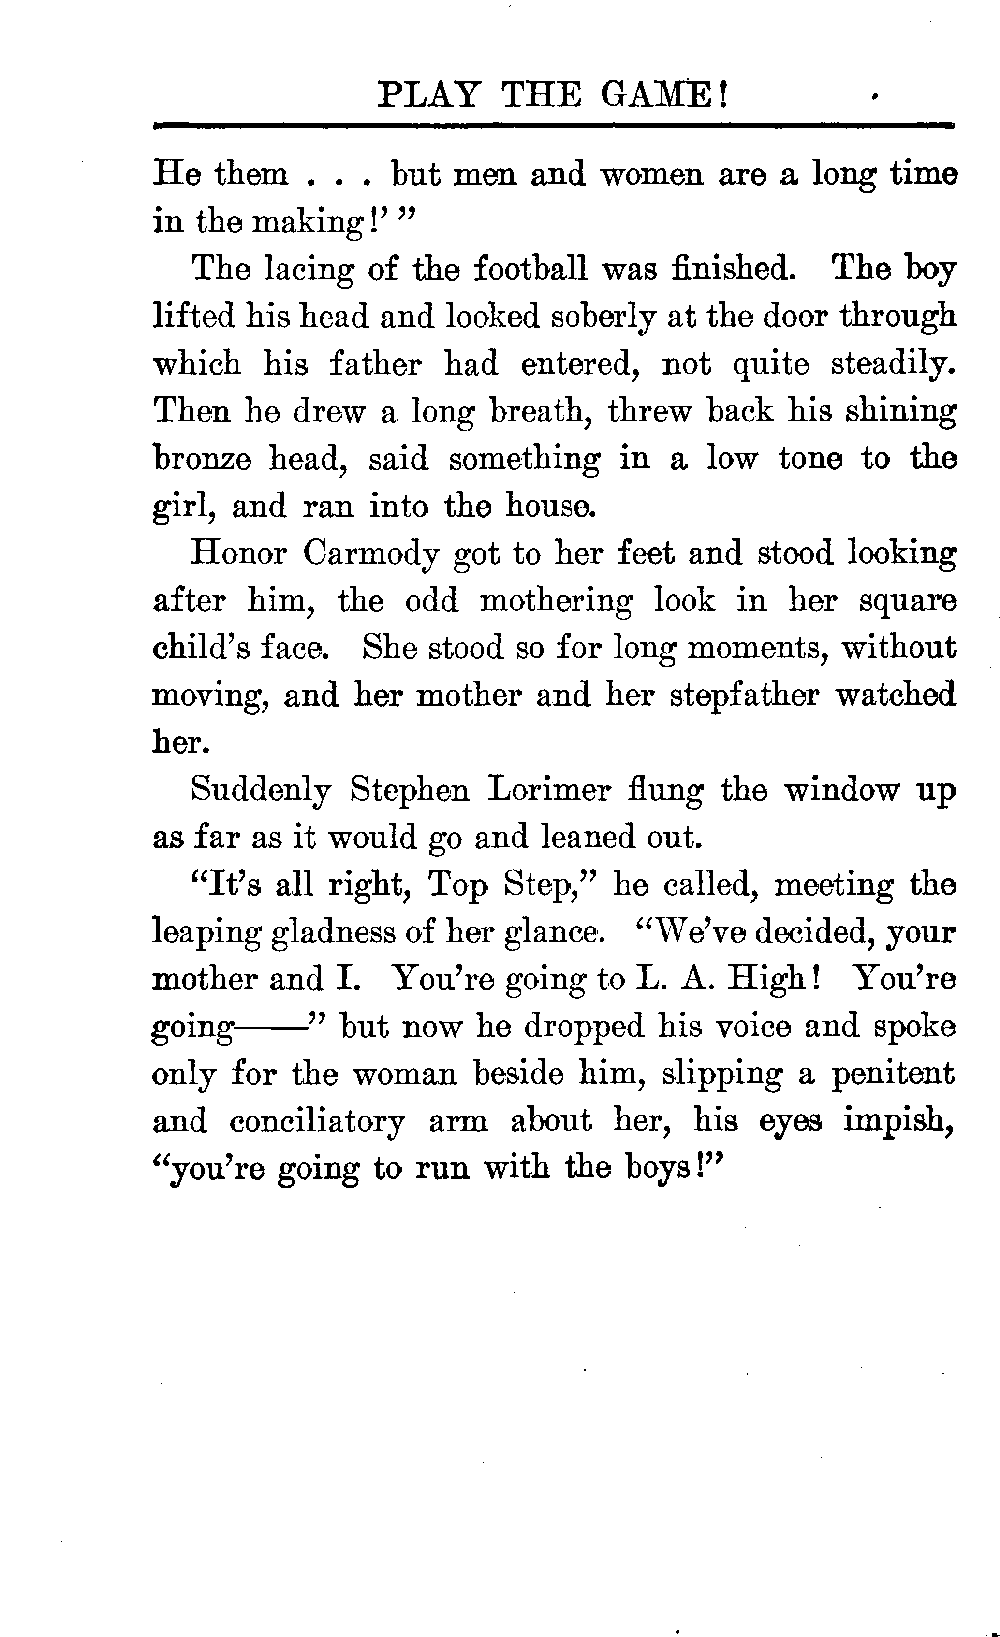 PLAY THE GAME!
He them . . . but men and women are a long time
in the making!’ ”
The lacing of the football was finished. The boy
lifted his head and looked soberly at the door through
which his father had entered, not quite steadily.
Then he drew a long breath, threw back his shining
bronze head, said something in a low tone to the
girl, and ran into the house.
Honor Carmody got to her feet and stood looking
after him, the odd mothering look in her square
child’s face. She stood so for long moments, without
moving, and her mother and her stepfather watched
her.
Suddenly Stephen Lorimer flung the window up
as far as it would go and leaned out.
“It’s all right, Top Step,” he called, meeting the
leaping gladness of her glance. “We’ve decided, your
mother and I. You’re going to L. A. High! You’re
going——” but now he dropped his voice and spoke
only for the woman beside him, slipping a penitent
and conciliatory arm about her, his eyes impish,
“you’re going to run with the boys!”